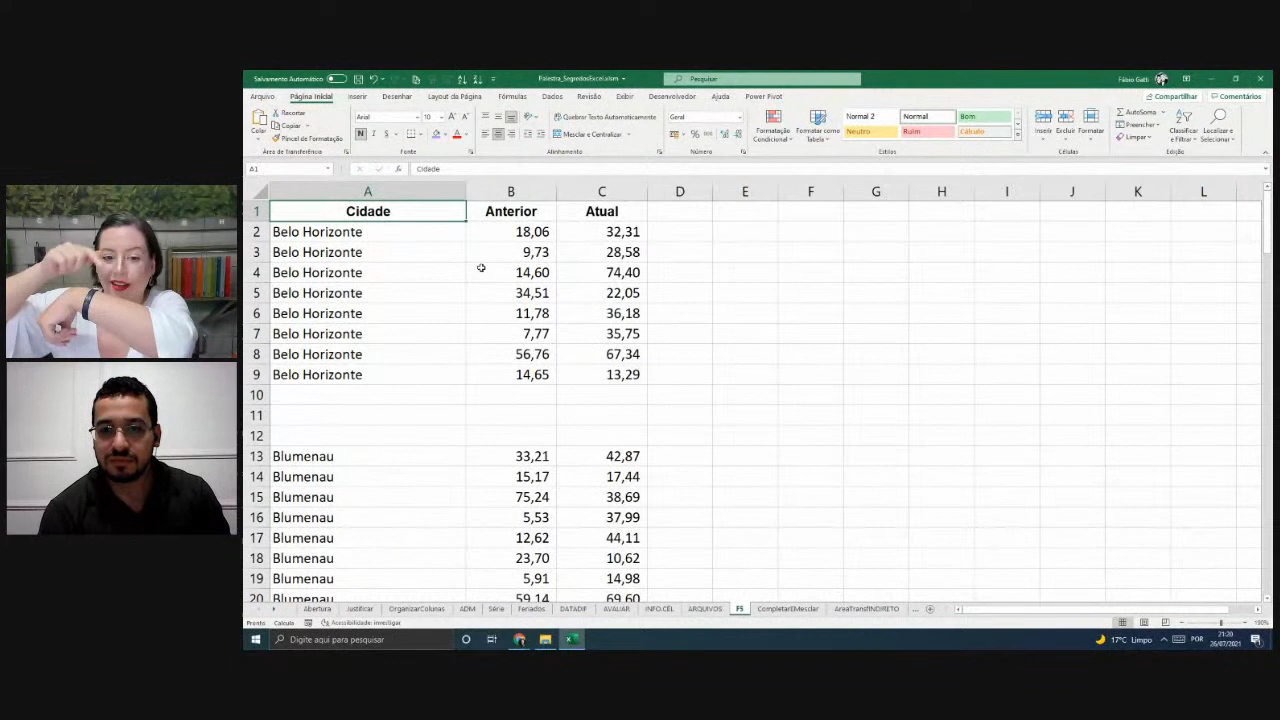 Salvamento Automático
Palestra_SegredosExcel.xlsm
Pesquisar
Fábio Gatti
Arquivo Página Inicial Inserir Desenhar Layout da Página Fórmulas Dados Revisão Exibir Desenvolvedor Ajuda Power Pivot Compartilhar Comentários
Colar
Recortar
Copiar
Pincel de Formatação
Área de Transferência
Arial 10
N I S
Fonte
Quebrar Texto Automaticamente
Mesclar e Centralizar
Alinhamento
Geral
Número
Formatação Condicional
Formatar como Tabela
Normal 2 Normal Bom
Neutro Ruim Cálculo
Estilos
Inserir Excluir Formatar
Células
AutoSoma
Preencher
Limpar
Classificar e Filtrar
Localizar e Selecionar
Edição
A1 Cidade
A B C D E F G H I J K L
1 Cidade Anterior Atual
2 Belo Horizonte 18,06 32,31
3 Belo Horizonte 9,73 28,58
4 Belo Horizonte 14,60 74,40
5 Belo Horizonte 34,51 22,05
6 Belo Horizonte 11,78 36,18
7 Belo Horizonte 7,77 35,75
8 Belo Horizonte 56,76 67,34
9 Belo Horizonte 14,65 13,29
10
11
12
13 Blumenau 33,21 42,87
14 Blumenau 15,17 17,44
15 Blumenau 75,24 38,69
16 Blumenau 5,53 37,99
17 Blumenau 12,62 44,11
18 Blumenau 23,70 10,62
19 Blumenau 5,91 14,98
20 Blumenau 59,14 69,60
Abertura Justificar OrganizarColunas ADM Série Feriados DATADIF AVALIAR INFO.CÉL ARQUIVOS F5 CompletarEMesclar AreaTransfINDIRETO ...
Pronto Calcula Acessibilidade: investigar 190%
Digite aqui para pesquisar
17°C Limpo
POR
21:20
26/07/2021